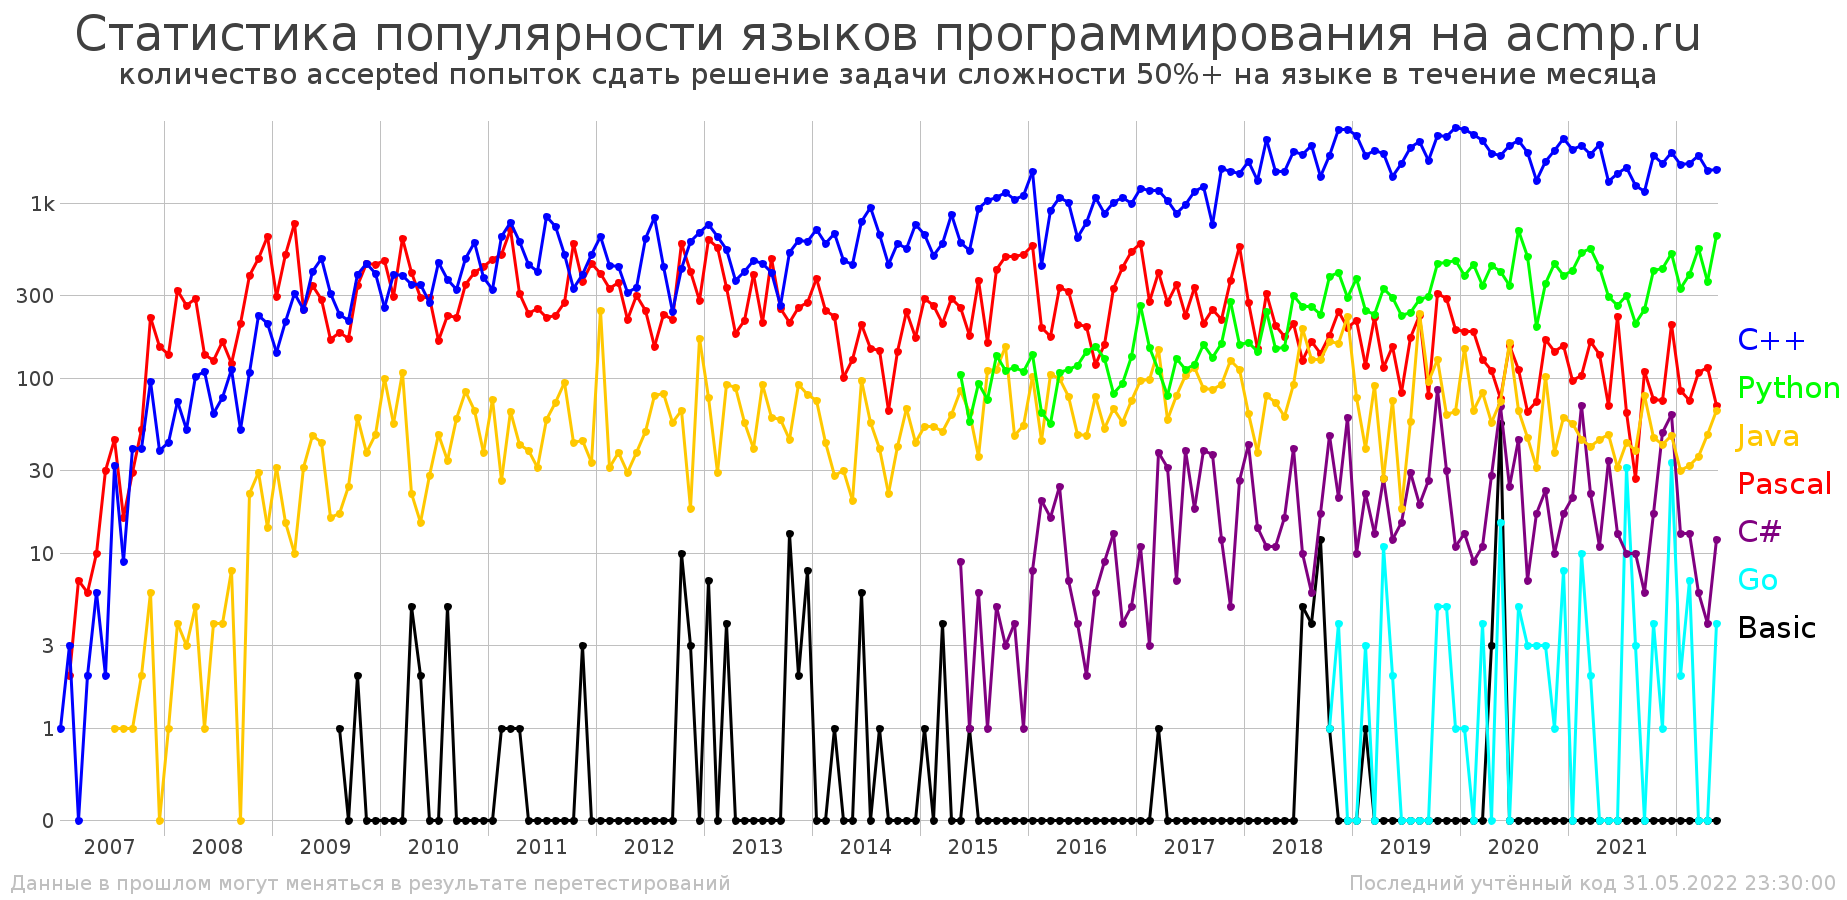 Статистика популярности языков программирования на acmp.ru
количество accepted попыток сдать решение задачи сложности 50%+ на языке в течение месяца
1k
300
100
30
10
3
1
0
C++
Python
Java
Pascal
C#
Go
Basic
2007 2008 2009 2010 2011 2012 2013 2014 2015 2016 2017 2018 2019 2020 2021
Данные в прошлом могут меняться в результате перетестирований
Последний учтённый код 31.05.2022 23:30:00